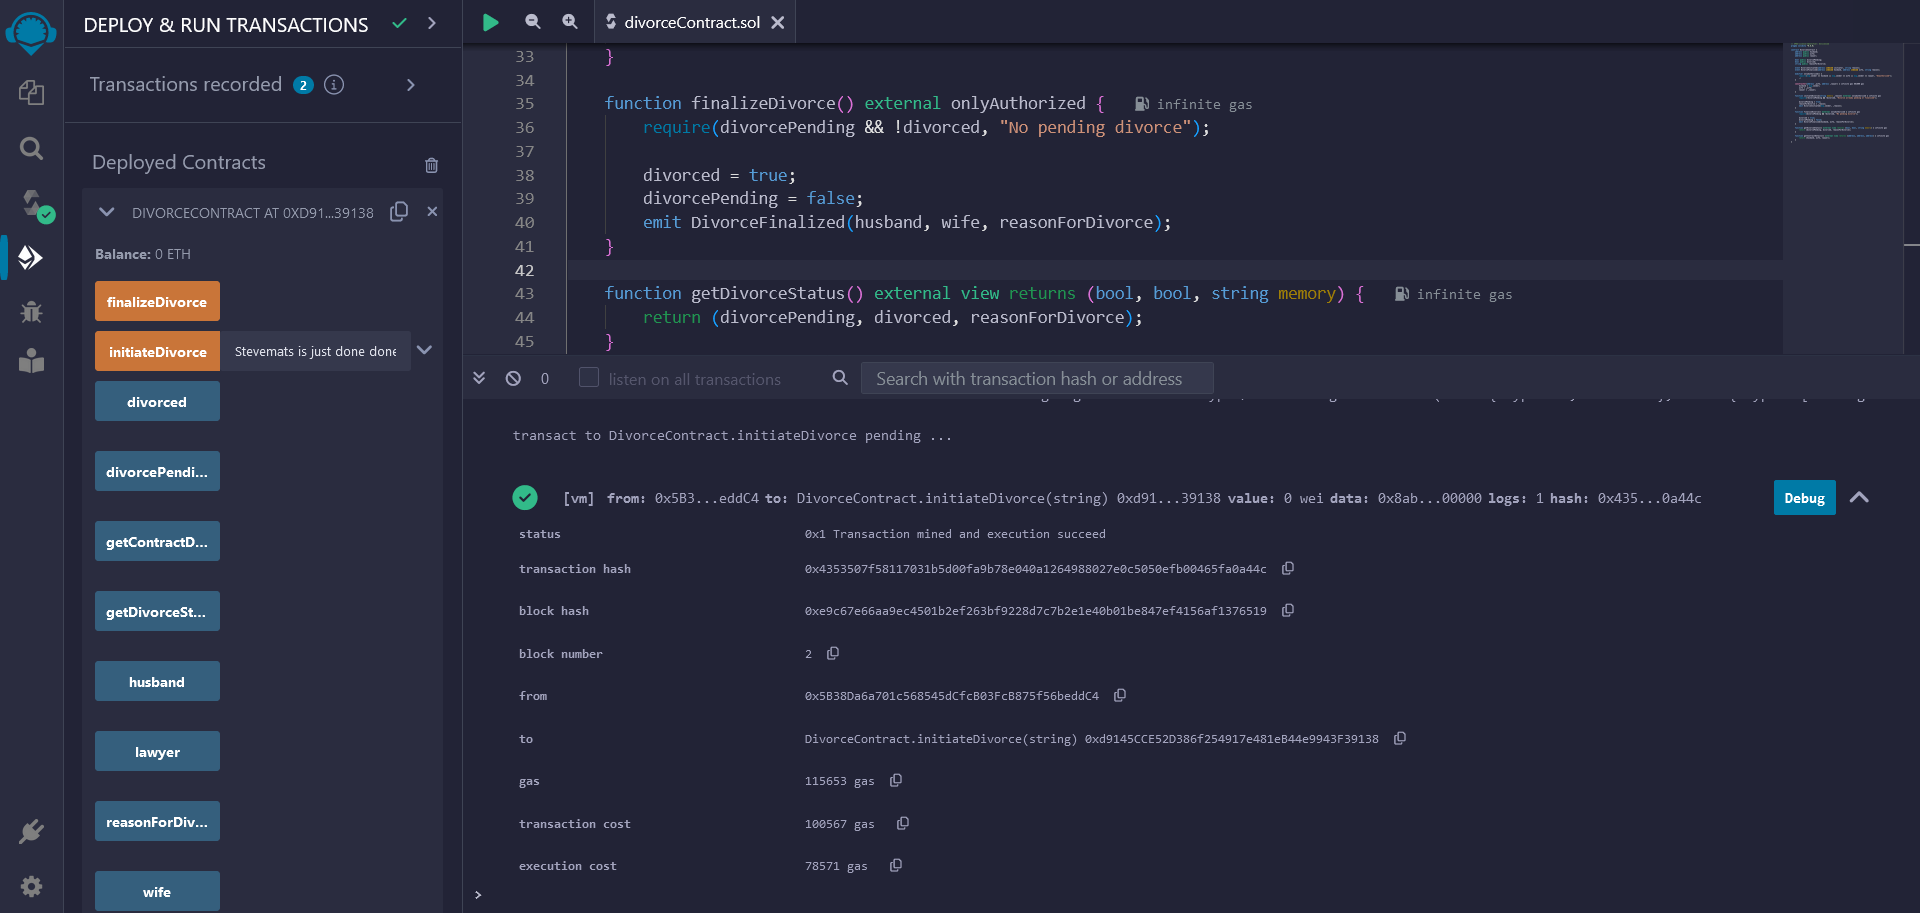 DEPLOY & RUN TRANSACTIONS
Transactions recorded 2 i
Deployed Contracts
DIVORCECONTRACT AT 0XD91...39138
Balance: 0 ETH
finalizeDivorce
initiateDivorce Stevemats is just done done
divorced
divorcePendi...
getContractD...
getDivorceSt...
husband
lawyer
reasonForDiv...
wife
divorceContract.sol
33 }
34
35 function finalizeDivorce() external onlyAuthorized { infinite gas
36 require(divorcePending && !divorced, "No pending divorce");
37
38 divorced = true;
39 divorcePending = false;
40 emit DivorceFinalized(husband, wife, reasonForDivorce);
41 }
42
43 function getDivorceStatus() external view returns (bool, bool, string memory) { infinite gas
44 return (divorcePending, divorced, reasonForDivorce);
45 }
0 listen on all transactions Search with transaction hash or address
transact to DivorceContract.initiateDivorce pending ...
[vm] from: 0x5B3...eddC4 to: DivorceContract.initiateDivorce(string) 0xd91...39138 value: 0 wei data: 0x8ab...00000 logs: 1 hash: 0x435...0a44c Debug
status 0x1 Transaction mined and execution succeed
transaction hash 0x4353507f58117031b5d00fa9b78e040a1264988027e0c5050efb00465fa0a44c
block hash 0xe9c67e66aa9ec4501b2ef263bf9228d7c7b2e1e40b01be847ef4156af1376519
block number 2
from 0x5B38Da6a701c568545dCfcB03FcB875f56beddC4
to DivorceContract.initiateDivorce(string) 0xd9145CCE52D386f254917e481eB44e9943F39138
gas 115653 gas
transaction cost 100567 gas
execution cost 78571 gas
>